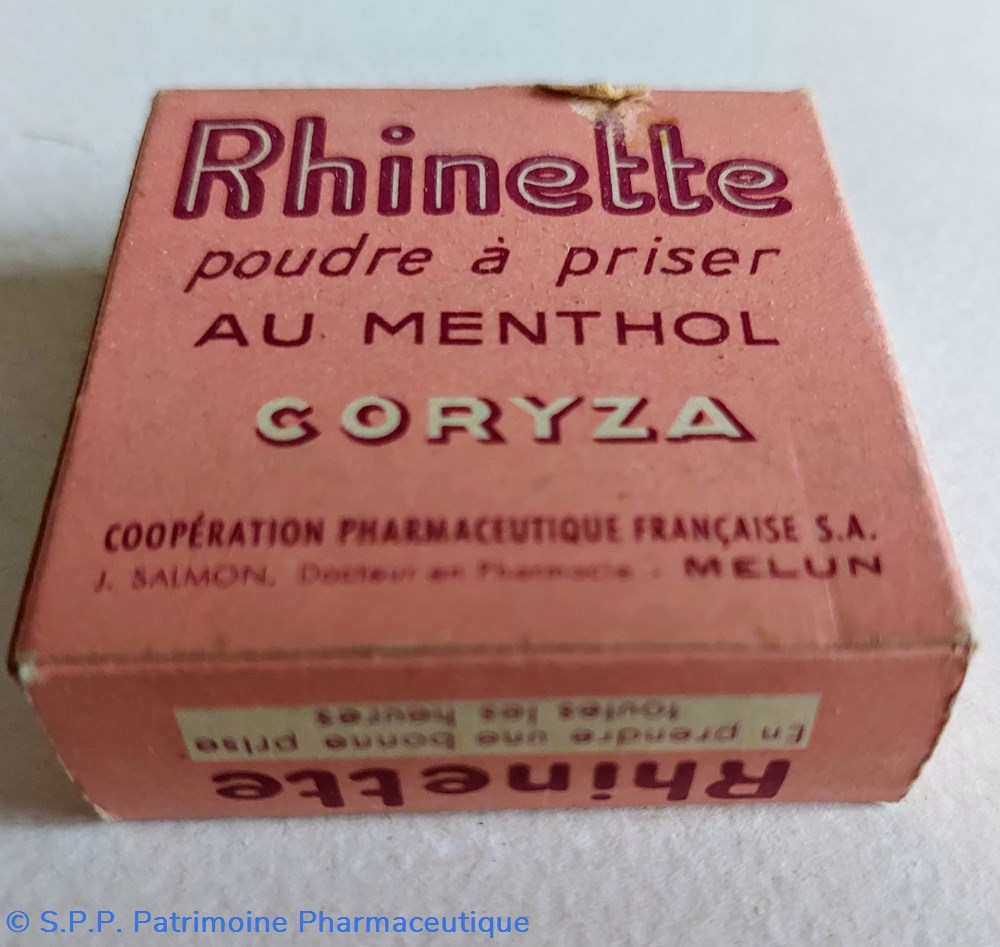 Rhinette
poudre à priser
AU MENTHOL
CORYZA
COOPÉRATION PHARMACEUTIQUE FRANÇAISE S.A.
J. SALMON, Docteur en Pharmacie - MELUN
Rhinette
En prendre une bonne prise
toutes les heures
© S.P.P. Patrimoine Pharmaceutique